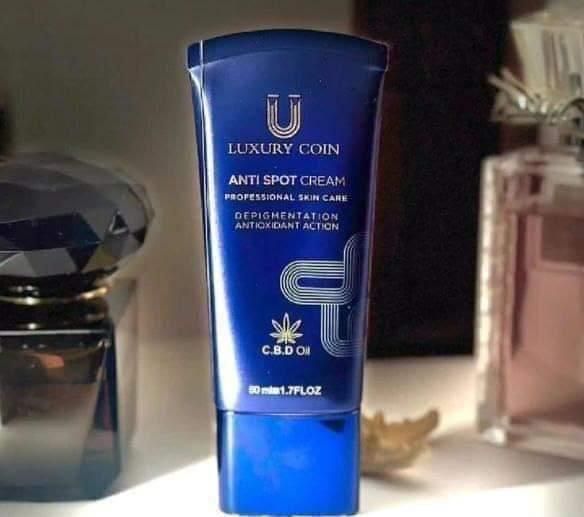 LUXURY COIN
ANTI SPOT CREAM
PROFESSIONAL SKIN CARE
DEPIGMENTATION
ANTIOXIDANT ACTION
C.B.D Oil
50 ml≡1.7FLOZ